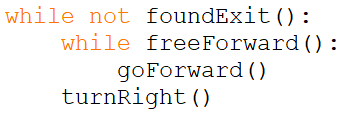 while not foundExit():
    while freeForward():
        goForward()
    turnRight()